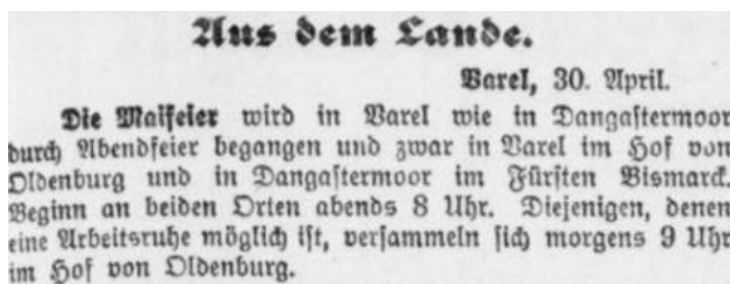 Aus dem Lande.
Varel, 30. April.
Die Maifeier wird in Varel wie in Dangaſtermoor
durch Abendfeier begangen und zwar in Varel im Hof von
Oldenburg und in Dangaſtermoor im Fürſten Bismarck.
Beginn an beiden Orten abends 8 Uhr. Diejenigen, denen
eine Arbeitsruhe möglich iſt, verſammeln ſich morgens 9 Uhr
im Hof von Oldenburg.